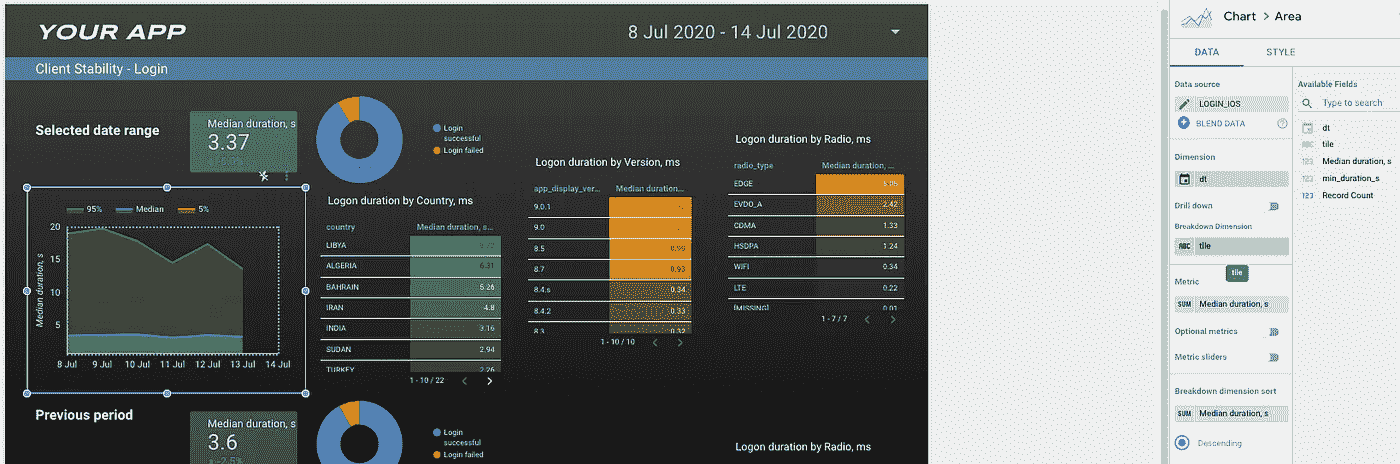 YOUR APP
8 Jul 2020 - 14 Jul 2020
Client Stability - Login
Selected date range
Median duration, s
3.37
Login
successful
Login failed
95%
Median
5%
Median duration, s
20
15
10
5
8 Jul
9 Jul
10 Jul
11 Jul
12 Jul
13 Jul
14 Jul
Logon duration by Country, ms
country
Median duration, s...
LIBYA
ALGERIA
6.31
BAHRAIN
5.26
IRAN
4.8
INDIA
3.16
SUDAN
2.94
TURKEY
2.26
1 - 10 / 22
Logon duration by Version, ms
app_display_ver...
Median duration...
9.0.1
9.0
8.5
0.96
8.7
0.93
8.4.s
0.34
8.4.2
0.33
8.3
0.32
1 - 10 / 10
Logon duration by Radio, ms
radio_type
Median duration, ...
EDGE
5.05
EVDO_A
2.42
CDMA
1.33
HSDPA
1.24
WIFI
0.34
LTE
0.22
[MISSING]
0.01
1 - 7 / 7
Previous period
Median duration, s
3.6
-2.5%
Login
successful
Login failed
Logon duration by Radio, ms
Chart > Area
DATA
STYLE
Data source
LOGIN_IOS
BLEND DATA
Dimension
dt
Drill down
Breakdown Dimension
ABC
tile
tile
Metric
SUM
Median duration, s
Optional metrics
Metric sliders
Breakdown dimension sort
SUM
Median duration, s
Descending
Available Fields
Type to search
dt
ABC
tile
123
Median duration, s
123
min_duration_s
123
Record Count